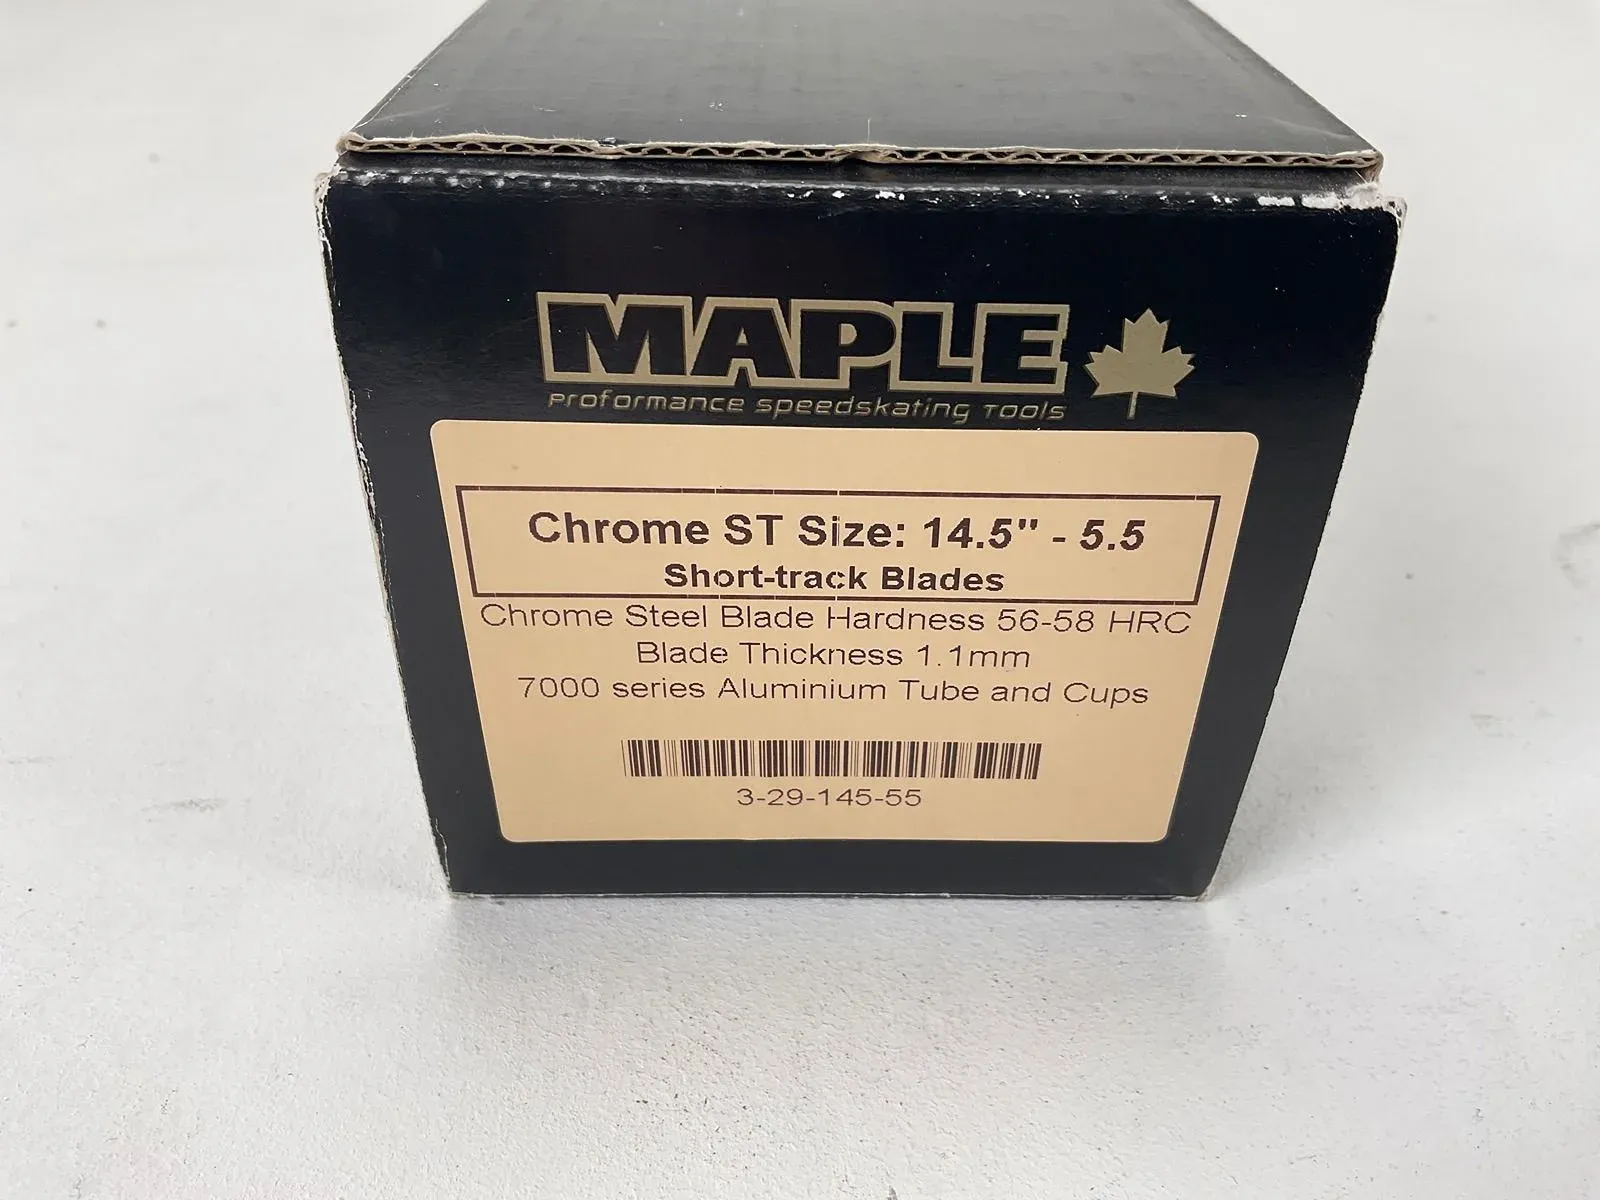 MAPLE
Proformance speedskating Tools
Chrome ST Size: 14.5" - 5.5
Short-track Blades
Chrome Steel Blade Hardness 56-58 HRC
Blade Thickness 1.1mm
7000 series Aluminium Tube and Cups
3-29-145-55